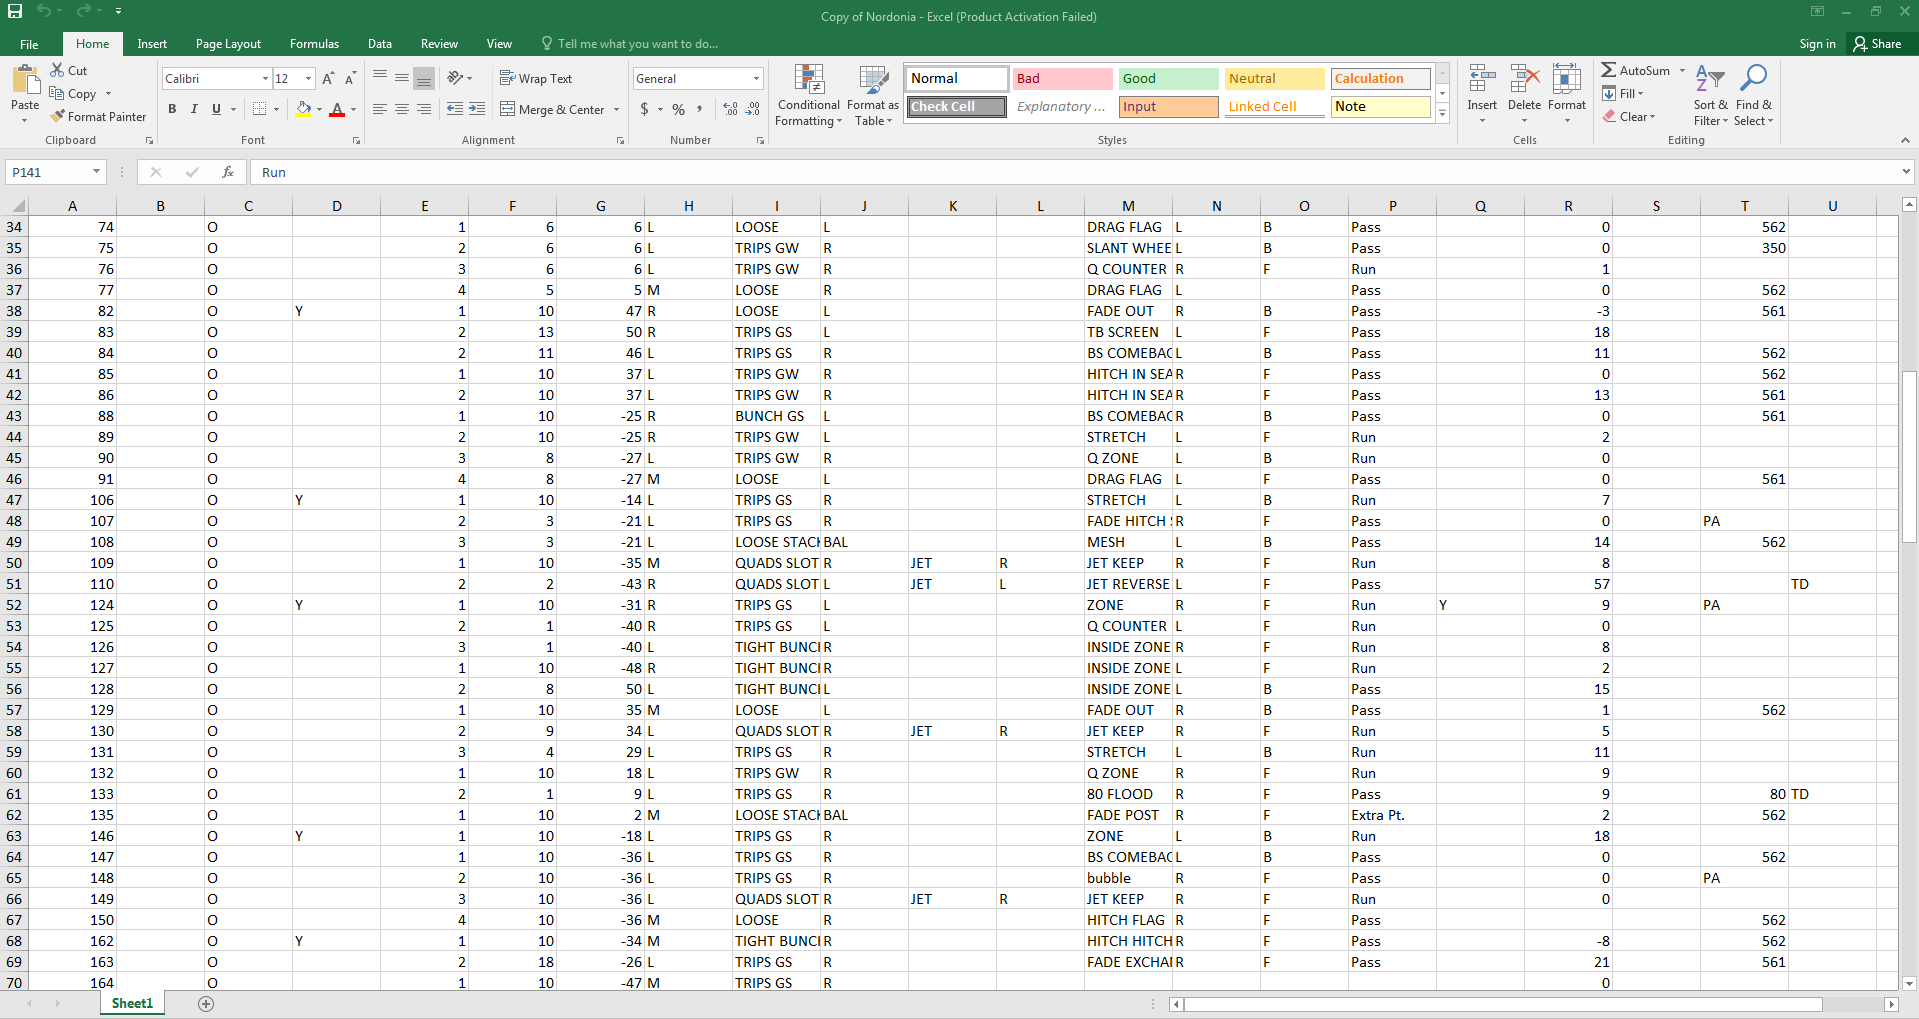 Copy of Nordonia - Excel (Product Activation Failed)
File Home Insert Page Layout Formulas Data Review View Tell me what you want to do... Sign in Share
Paste Cut Copy Format Painter Clipboard
Calibri 12 A A B I U A Font
Wrap Text Merge & Center Alignment
General $ % , .0 .00 Number
Conditional Formatting Format as Table
Normal Bad Good Neutral Calculation
Check Cell Explanatory ... Input Linked Cell Note
Styles
Insert Delete Format Cells
AutoSum Fill Clear Sort & Filter Find & Select Editing
P141 fx Run
A B C D E F G H I J K L M N O P Q R S T U
34 74 O 1 6 6 L LOOSE L DRAG FLAG L B Pass 0 562
35 75 O 2 6 6 L TRIPS GW R SLANT WHEE L B Pass 0 350
36 76 O 3 6 6 L TRIPS GW R Q COUNTER R F Run 1
37 77 O 4 5 5 M LOOSE R DRAG FLAG L Pass 0 562
38 82 O Y 1 10 47 R LOOSE L FADE OUT R B Pass -3 561
39 83 O 2 13 50 R TRIPS GS L TB SCREEN L F Pass 18
40 84 O 2 11 46 L TRIPS GS R BS COMEBAC L B Pass 11 562
41 85 O 1 10 37 L TRIPS GW R HITCH IN SEA R F Pass 0 562
42 86 O 2 10 37 L TRIPS GW R HITCH IN SEA R F Pass 13 561
43 88 O 1 10 -25 R BUNCH GS L BS COMEBAC R B Pass 0 561
44 89 O 2 10 -25 R TRIPS GW L STRETCH L F Run 2
45 90 O 3 8 -27 L TRIPS GW R Q ZONE L B Run 0
46 91 O 4 8 -27 M LOOSE L DRAG FLAG L F Pass 0 561
47 106 O Y 1 10 -14 L TRIPS GS R STRETCH L B Run 7
48 107 O 2 3 -21 L TRIPS GS R FADE HITCH R F Pass 0 PA
49 108 O 3 3 -21 L LOOSE STACK BAL MESH L B Pass 14 562
50 109 O 1 10 -35 M QUADS SLOT R JET R JET KEEP R F Run 8
51 110 O 2 2 -43 R QUADS SLOT L JET L JET REVERSE L F Pass 57 TD
52 124 O Y 1 10 -31 R TRIPS GS L ZONE R F Run Y 9 PA
53 125 O 2 1 -40 R TRIPS GS L Q COUNTER L F Run 0
54 126 O 3 1 -40 L TIGHT BUNCH R INSIDE ZONE R F Run 8
55 127 O 1 10 -48 R TIGHT BUNCH R INSIDE ZONE L F Run 2
56 128 O 2 8 50 L TIGHT BUNCH L INSIDE ZONE L B Pass 15
57 129 O 1 10 35 M LOOSE L FADE OUT R B Pass 1 562
58 130 O 2 9 34 L QUADS SLOT R JET R JET KEEP R F Run 5
59 131 O 3 4 29 L TRIPS GS R STRETCH L B Run 11
60 132 O 1 10 18 L TRIPS GW R Q ZONE R F Run 9
61 133 O 2 1 9 L TRIPS GS R 80 FLOOD R F Pass 9 80 TD
62 135 O 1 10 2 M LOOSE STACK BAL FADE POST R F Extra Pt. 2 562
63 146 O Y 1 10 -18 L TRIPS GS R ZONE L B Run 18
64 147 O 1 10 -36 L TRIPS GS R BS COMEBAC L B Pass 0 562
65 148 O 2 10 -36 L TRIPS GS R bubble R F Pass 0 PA
66 149 O 3 10 -36 L QUADS SLOT R JET R JET KEEP R F Run 0
67 150 O 4 10 -36 M LOOSE R HITCH FLAG R F Pass 562
68 162 O Y 1 10 -34 M TIGHT BUNCH R HITCH HITCH R F Pass -8 562
69 163 O 2 18 -26 L TRIPS GS R FADE EXCHAI R F Pass 21 561
70 164 O 1 10 -47 M TRIPS GS R 0
Sheet1